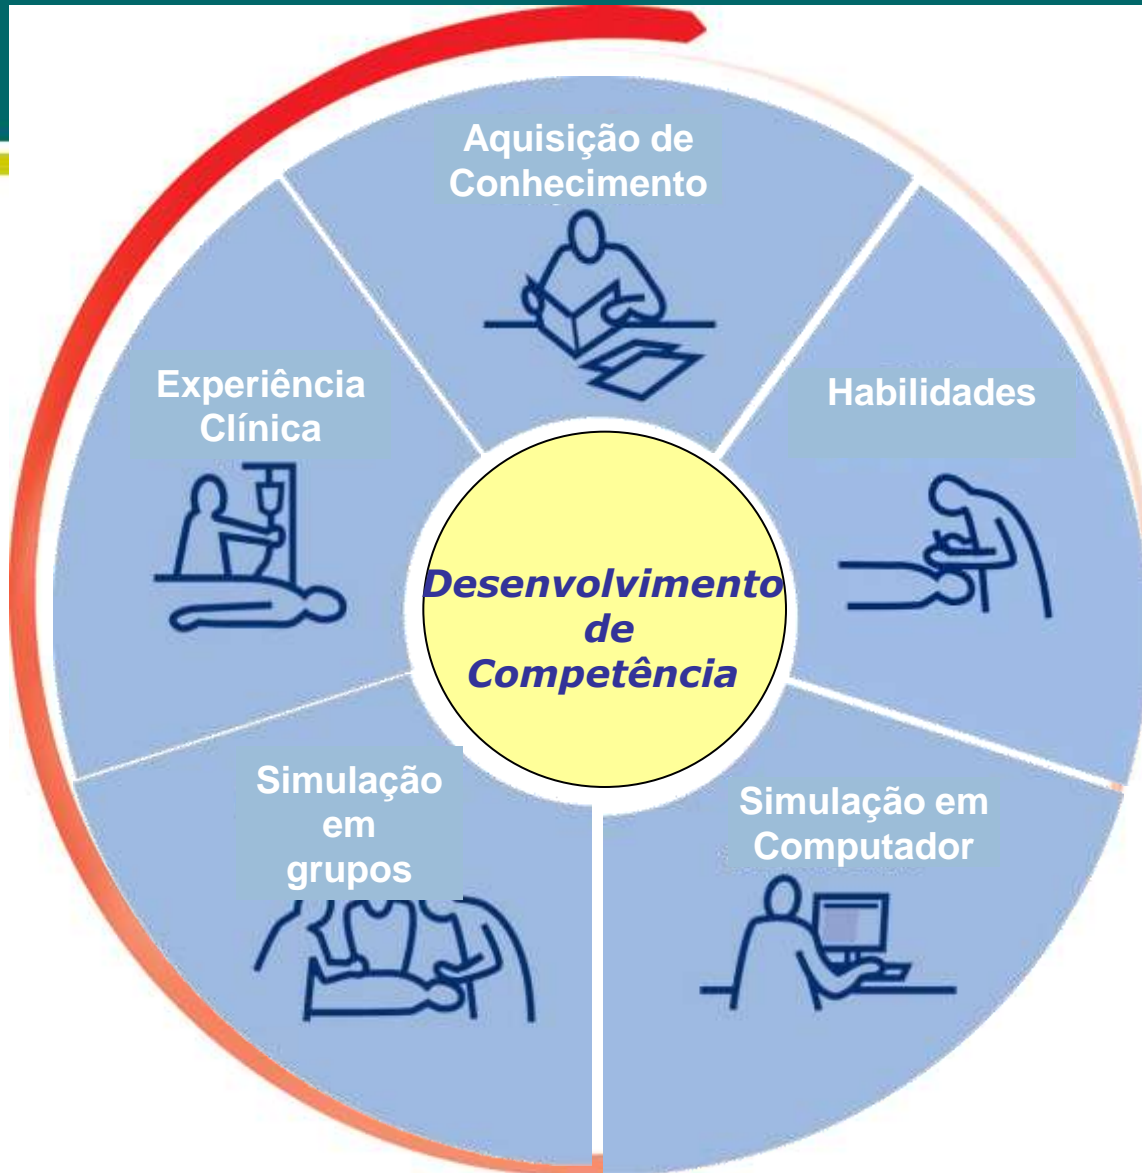 Aquisição de
Conhecimento
Habilidades
Simulação em
Computador
Simulação
em
grupos
Experiência
Clínica
Desenvolvimento
de
Competência